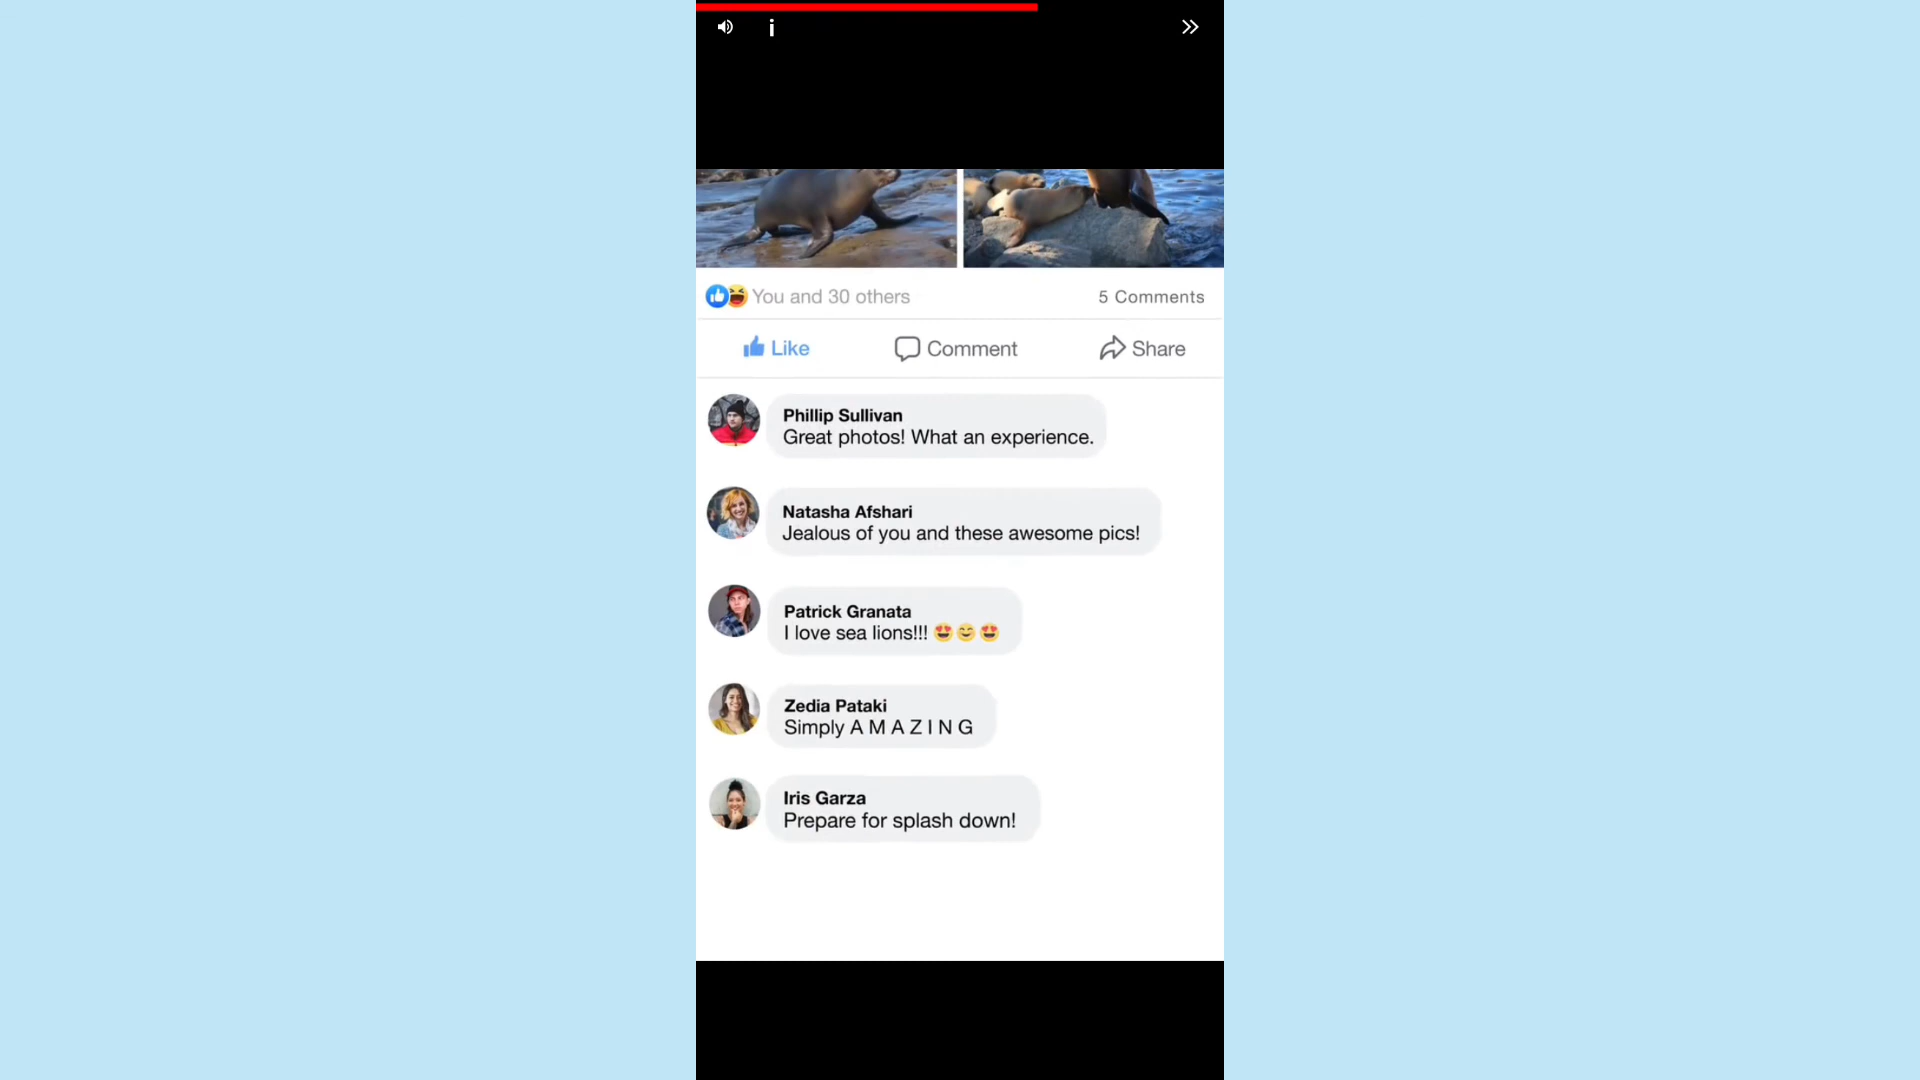 You and 30 others 5 Comments
Like Comment Share
Phillip Sullivan
Great photos! What an experience.
Natasha Afshari
Jealous of you and these awesome pics!
Patrick Granata
I love sea lions!!! 😍😊😍
Zedia Pataki
Simply A M A Z I N G
Iris Garza
Prepare for splash down!